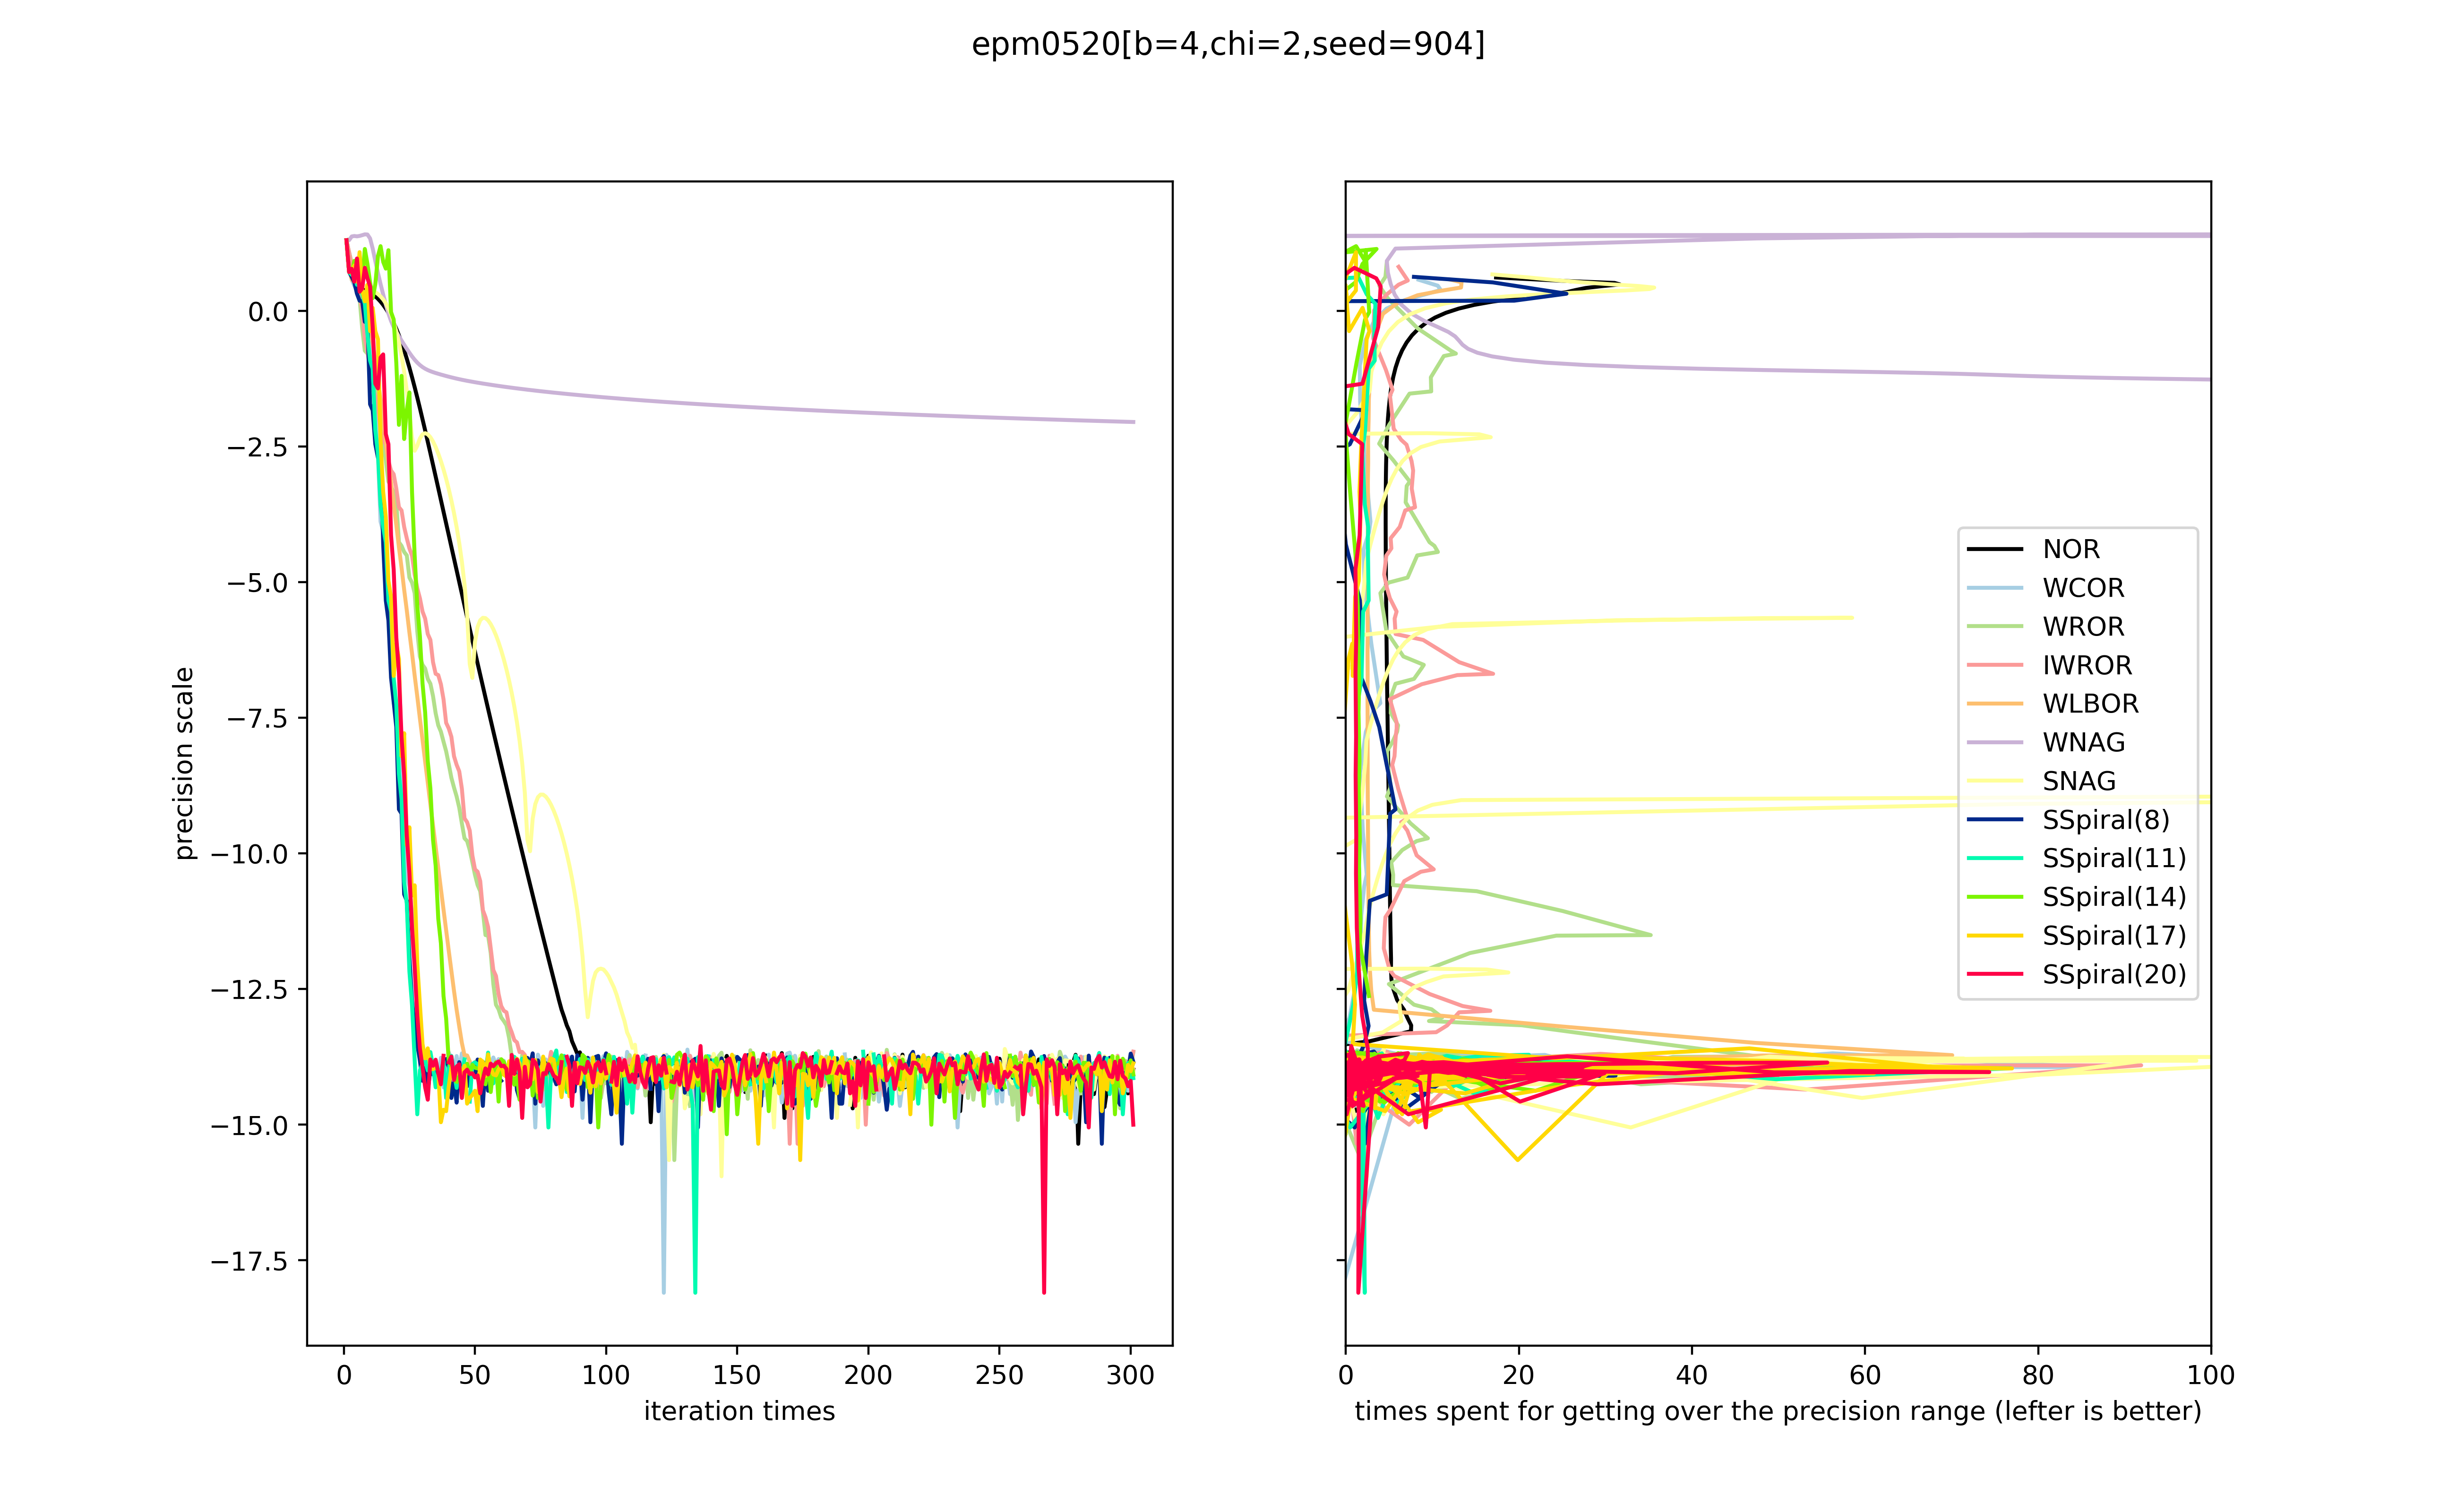 epm0520[b=4,chi=2,seed=904]
precision scale
0.0
−2.5
−5.0
−7.5
−10.0
−12.5
−15.0
−17.5
0 50 100 150 200 250 300
iteration times
0 20 40 60 80 100
times spent for getting over the precision range (lefter is better)
NOR
WCOR
WROR
IWROR
WLBOR
WNAG
SNAG
SSpiral(8)
SSpiral(11)
SSpiral(14)
SSpiral(17)
SSpiral(20)